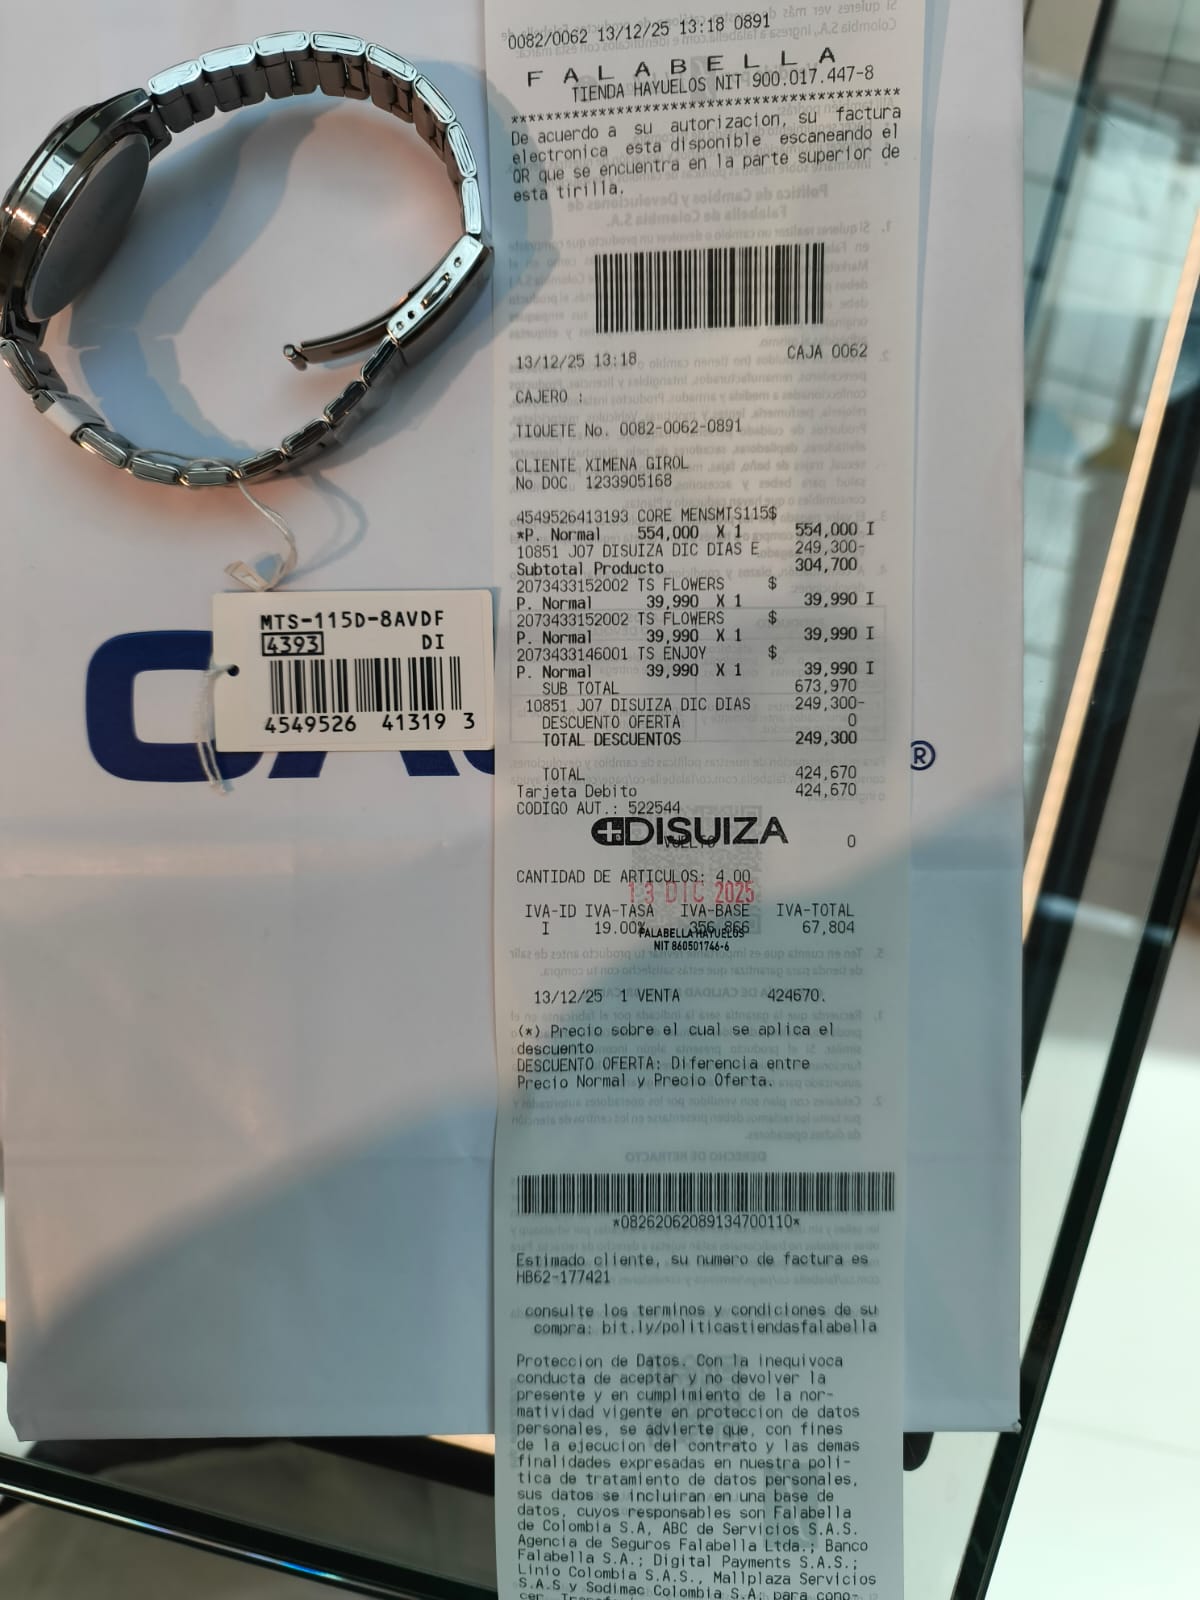 0082/0062 13/12/25 13:18 0891
FALABELLA
TIENDA HAYUELOS NIT 900.017.447-8
****************************************
De acuerdo a su autorizacion, su factura
electronica esta disponible escaneando el
QR que se encuentra en la parte superior de
esta tirilla.
13/12/25 13:18 CAJA 0062
CAJERO :
TIQUETE No. 0082-0062-0891
CLIENTE XIMENA GIROL
No DOC 1233905168
4549526413193 CORE MENSMTS115$
*P. Normal 554,000 X 1 554,000 I
10851 J07 DISUIZA DIC DIAS E 249,300-
Subtotal Producto 304,700
2073433152002 TS FLOWERS $
P. Normal 39,990 X 1 39,990 I
2073433152002 TS FLOWERS $
P. Normal 39,990 X 1 39,990 I
2073433146001 TS ENJOY $
P. Normal 39,990 X 1 39,990 I
SUB TOTAL 673,970
10851 J07 DISUIZA DIC DIAS 249,300-
DESCUENTO OFERTA 0
TOTAL DESCUENTOS 249,300
TOTAL 424,670
Tarjeta Debito 424,670
CODIGO AUT.: 522544
DISUIZA
VUELTO 0
CANTIDAD DE ARTICULOS: 4.00
13 DIC 2025
IVA-ID IVA-TASA IVA-BASE IVA-TOTAL
I 19.00% 356,866 67,804
FALABELLA HAYUELOS
NIT 860501746-6
13/12/25 1 VENTA 424670.
(*) Precio sobre el cual se aplica el
descuento
DESCUENTO OFERTA: Diferencia entre
Precio Normal y Precio Oferta.
*08262062089134700110*
Estimado cliente, su numero de factura es
HB62-177421
consulte los terminos y condiciones de su
compra: bit.ly/politicastiendasfalabella
Proteccion de Datos. Con la inequivoca
conducta de aceptar y no devolver la
presente y en cumplimiento de la nor-
matividad vigente en proteccion de datos
personales, se advierte que, con fines
de la ejecucion del contrato y las demas
finalidades expresadas en nuestra poli-
tica de tratamiento de datos personales,
sus datos se incluiran en una base de
datos, cuyos responsables son Falabella
de Colombia S.A, ABC de Servicios S.A.S.
Agencia de Seguros Falabella Ltda.; Banco
Falabella S.A.; Digital Payments S.A.S.;
Linio Colombia S.A.S., Mallplaza Servicios
S.A.S y Sodimac Colombia S.A; para cono-
MTS-115D-8AVDF
4393 DI
4549526 41319 3
®